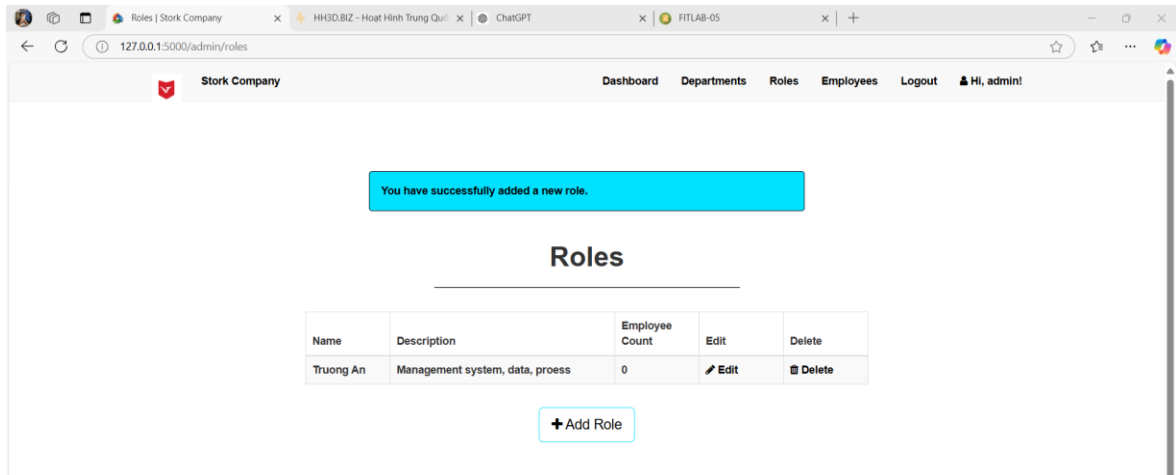 Roles | Stork Company
HH3D.BIZ - Hoạt Hình Trung Quố
ChatGPT
FITLAB-05
127.0.0.1:5000/admin/roles
Stork Company
Dashboard Departments Roles Employees Logout Hi, admin!
You have successfully added a new role.
Roles
Name Description Employee Count Edit Delete
Truong An Management system, data, proess 0 Edit Delete
+ Add Role